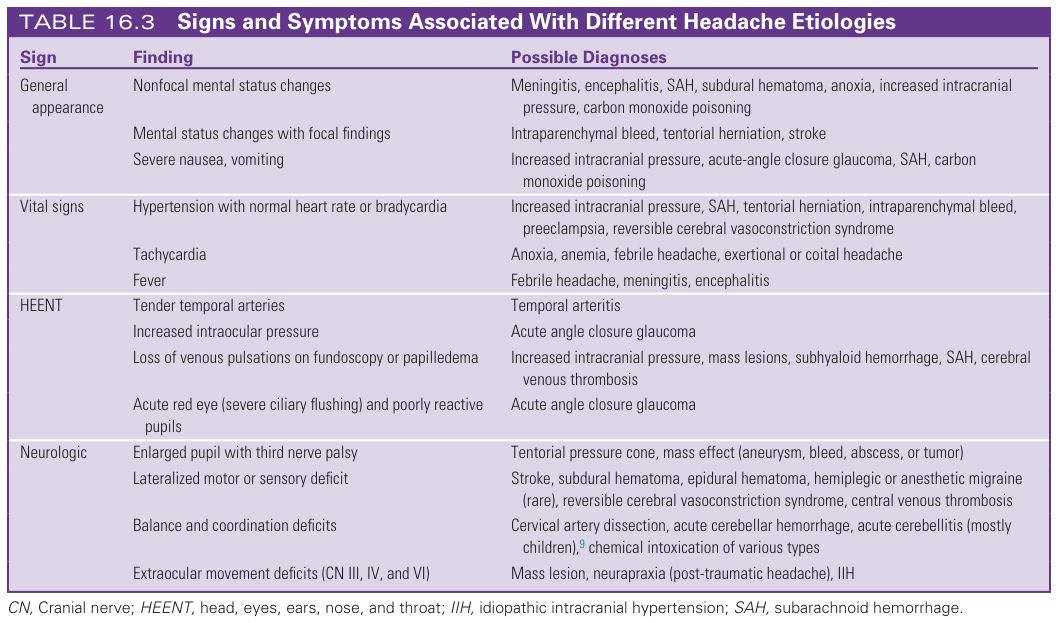 TABLE 16.3 Signs and Symptoms Associated With Different Headache Etiologies
Sign Finding Possible Diagnoses
General Nonfocal mental status changes Meningitis, encephalitis, SAH, subdural hematoma, anoxia, increased intracranial
appearance pressure, carbon monoxide poisoning
Mental status changes with focal findings Intraparenchymal bleed, tentorial herniation, stroke
Severe nausea, vomiting Increased intracranial pressure, acute-angle closure glaucoma, SAH, carbon
monoxide poisoning
Vital signs Hypertension with normal heart rate or bradycardia Increased intracranial pressure, SAH, tentorial herniation, intraparenchymal bleed,
preeclampsia, reversible cerebral vasoconstriction syndrome
Tachycardia Anoxia, anemia, febrile headache, exertional or coital headache
Fever Febrile headache, meningitis, encephalitis
HEENT Tender temporal arteries Temporal arteritis
Increased intraocular pressure Acute angle closure glaucoma
Loss of venous pulsations on fundoscopy or papilledema Increased intracranial pressure, mass lesions, subhyaloid hemorrhage, SAH, cerebral
venous thrombosis
Acute red eye (severe ciliary flushing) and poorly reactive Acute angle closure glaucoma
pupils
Neurologic Enlarged pupil with third nerve palsy Tentorial pressure cone, mass effect (aneurysm, bleed, abscess, or tumor)
Lateralized motor or sensory deficit Stroke, subdural hematoma, epidural hematoma, hemiplegic or anesthetic migraine
(rare), reversible cerebral vasoconstriction syndrome, central venous thrombosis
Balance and coordination deficits Cervical artery dissection, acute cerebellar hemorrhage, acute cerebellitis (mostly
children),9 chemical intoxication of various types
Extraocular movement deficits (CN III, IV, and VI) Mass lesion, neurapraxia (post-traumatic headache), IIH
CN, Cranial nerve; HEENT, head, eyes, ears, nose, and throat; IIH, idiopathic intracranial hypertension; SAH, subarachnoid hemorrhage.